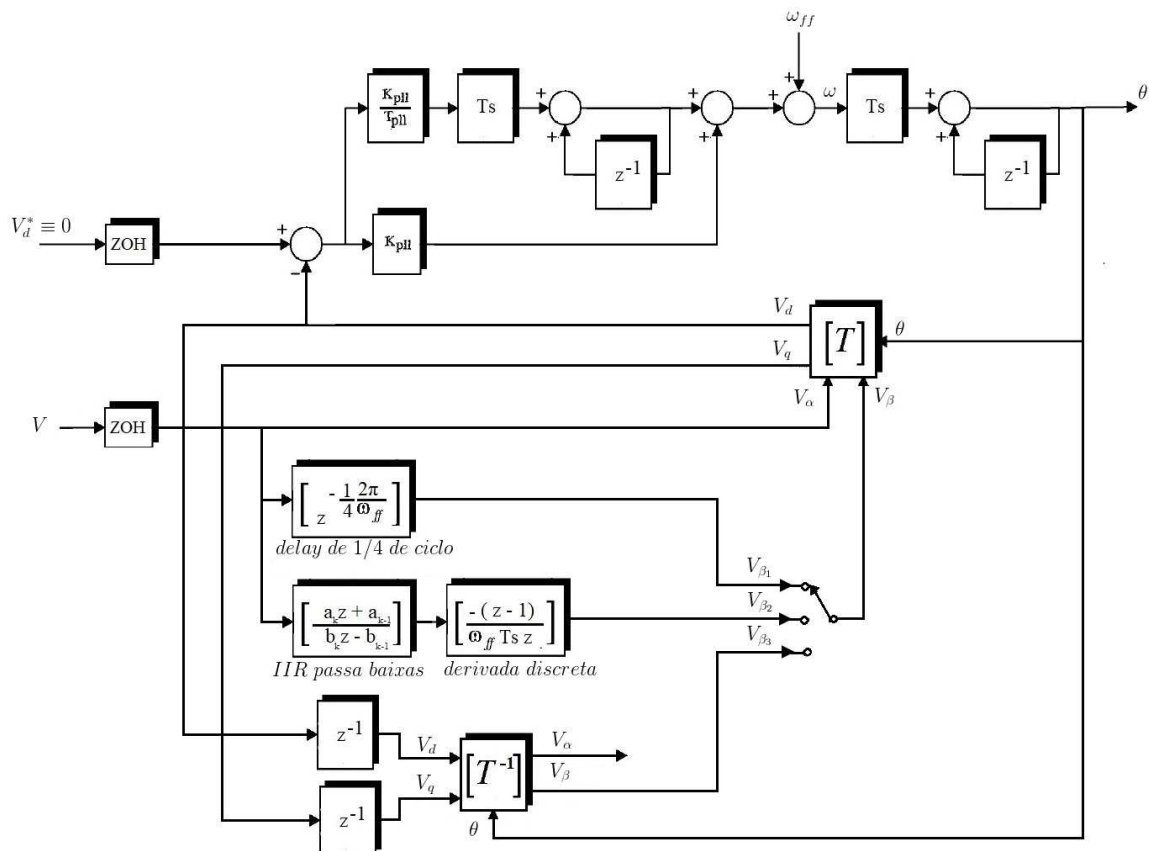 ω_ff
K_pll / T_pll
Ts
+
+
z^-1
+
+
+
+
ω
Ts
+
+
z^-1
θ
V_d^* ≡ 0
ZOH
+
−
K_pll
V_d
V_q
[T]
θ
V_α
V_β
V
ZOH
[z^{-\frac{1}{4}\frac{2π}{ω_ff}}]
delay de 1/4 de ciclo
V_β1
V_β2
V_β3
[(a_k z + a_k-1) / (b_k z - b_k-1)]
IIR passa baixas
[-(z - 1) / (ω_ff Ts z)]
derivada discreta
z^-1
V_d
V_q
z^-1
[T^-1]
V_α
V_β
θ